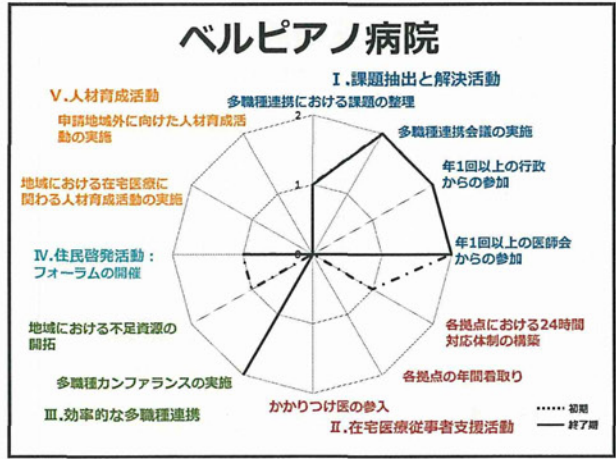 ベルピアノ病院
Ⅰ.課題抽出と解決活動
Ⅴ.人材育成活動
多職種連携における課題の整理
申請地域外に向けた人材育成活
動の実施
2
多職種連携会議の実施
年1回以上の行政
からの参加
1
地域における在宅医療に
関わる人材育成活動の実施
Ⅳ.住民啓発活動：
フォーラムの開催
0
年1回以上の医師会
からの参加
地域における不足資源の
開拓
各拠点における24時間
対応体制の構築
多職種カンファランスの実施
各拠点の年間看取り
かかりつけ医の参入
Ⅲ.効率的な多職種連携
Ⅱ.在宅医療従事者支援活動
初期
終了期